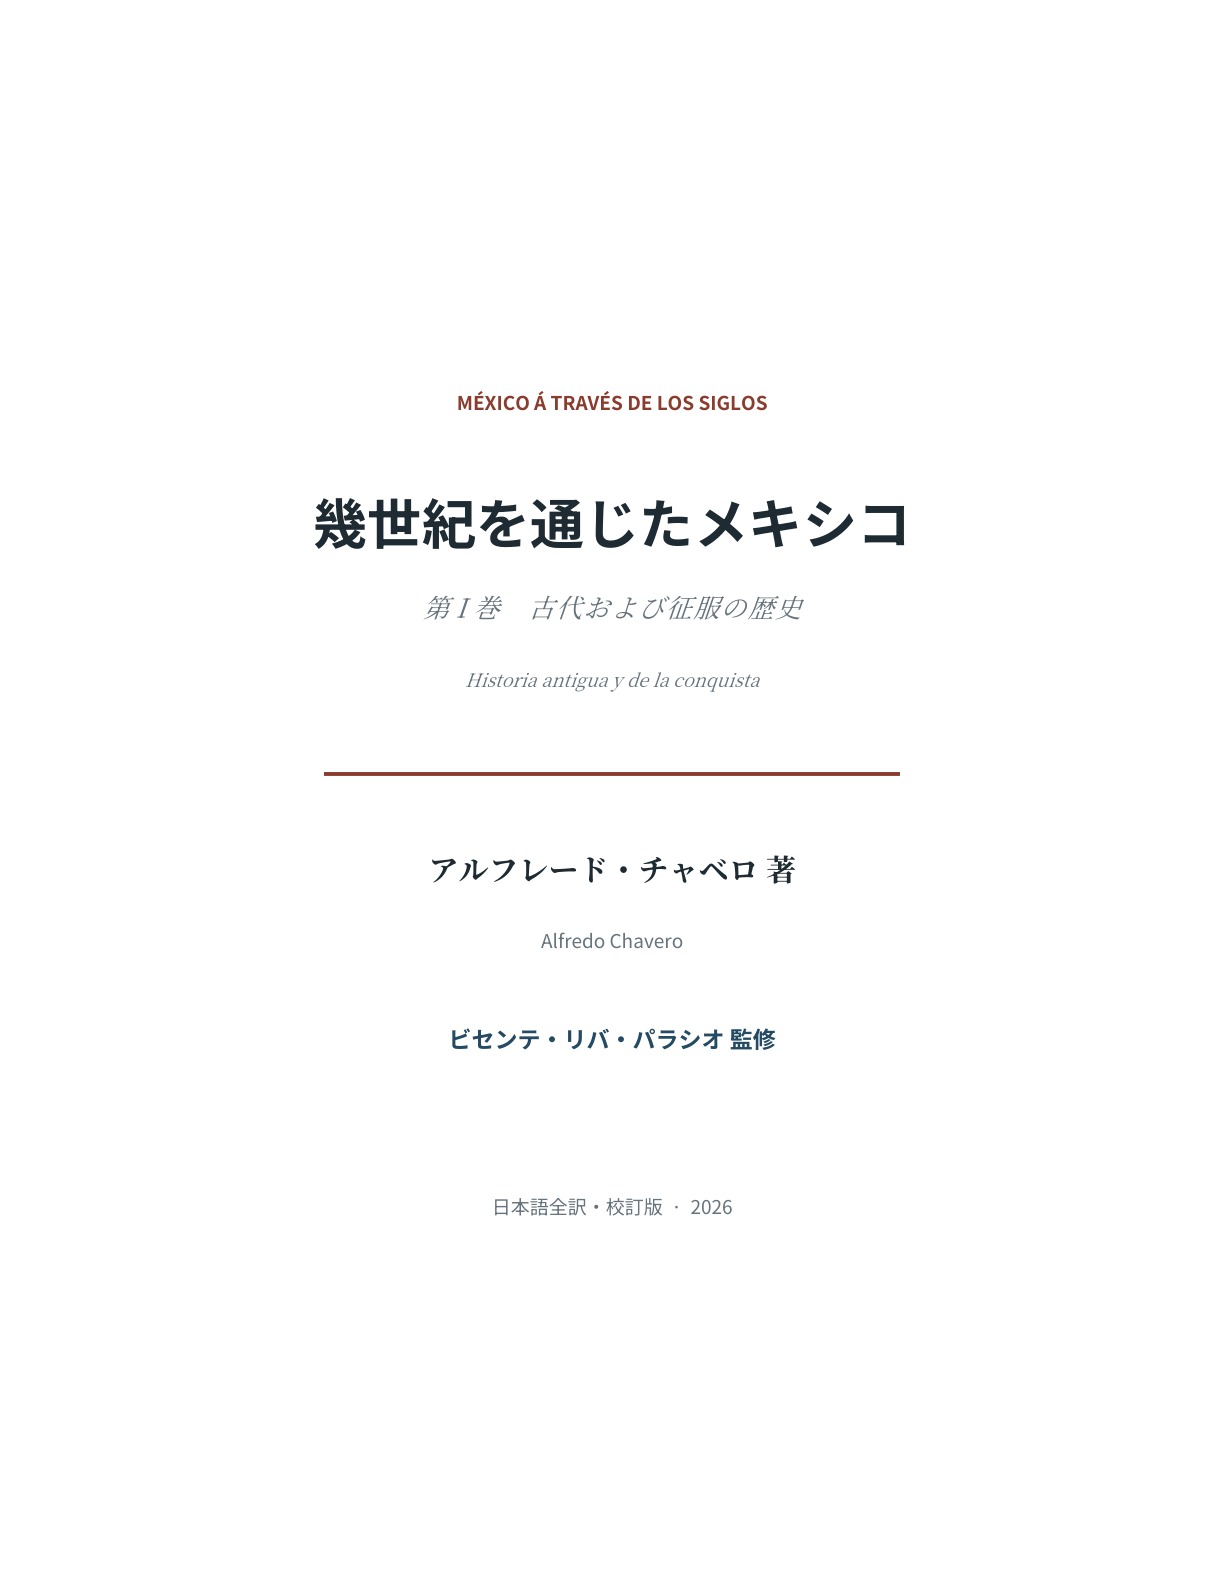 MÉXICO Á TRAVÉS DE LOS SIGLOS
幾世紀を通じたメキシコ
第 I 巻　古代および征服の歴史
Historia antigua y de la conquista
アルフレード・チャベロ 著
Alfredo Chavero
ビセンテ・リバ・パラシオ 監修
日本語全訳・校訂版 · 2026